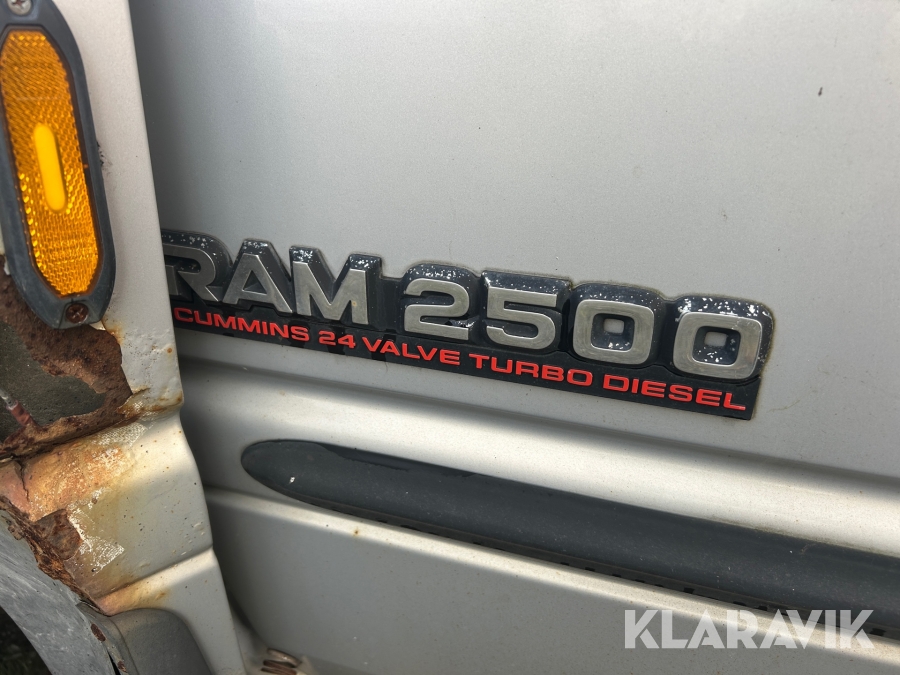 RAM 2500
CUMMINS 24 VALVE TURBO DIESEL
KLARAVIK